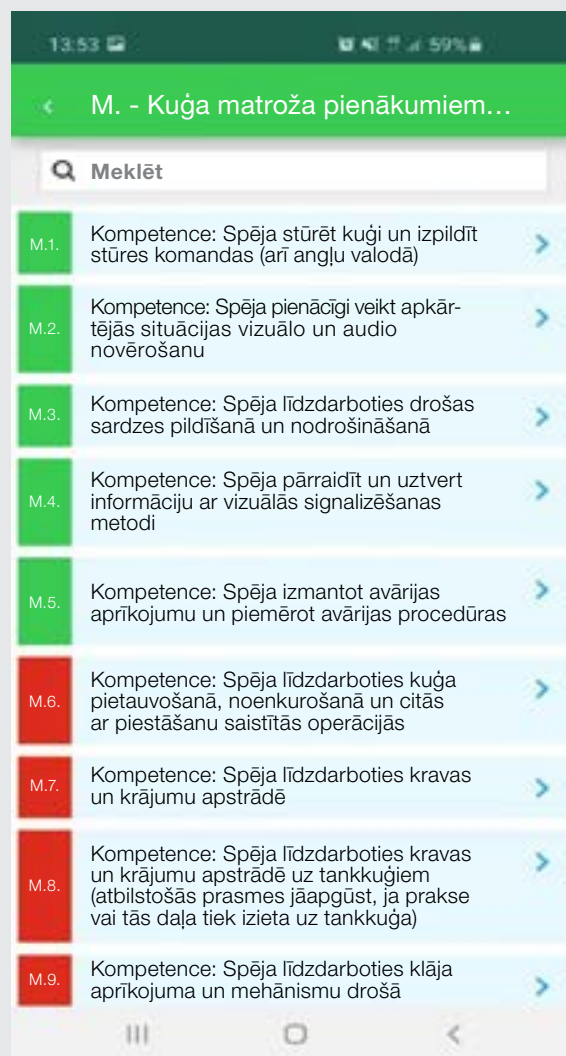 13:53
59%
M. - Kuģa matroža pienākumiem…
Meklēt
M.1.
Kompetence: Spēja stūrēt kuģi un izpildīt
stūres komandas (arī angļu valodā)
M.2.
Kompetence: Spēja pienācīgi veikt apkār-
tējās situācijas vizuālo un audio
novērošanu
M.3.
Kompetence: Spēja līdzdarboties drošas
sardzes pildīšanā un nodrošināšanā
M.4.
Kompetence: Spēja pārraidīt un uztvert
informāciju ar vizuālās signalizēšanas
metodi
M.5.
Kompetence: Spēja izmantot avārijas
aprīkojumu un piemērot avārijas procedūras
M.6.
Kompetence: Spēja līdzdarboties kuģa
pietauvošanā, noenkurošanā un citās
ar piestāšanu saistītās operācijās
M.7.
Kompetence: Spēja līdzdarboties kravas
un krājumu apstrādē
M.8.
Kompetence: Spēja līdzdarboties kravas
un krājumu apstrādē uz tankkuģiem
(atbilstošās prasmes jāapgūst, ja prakse
vai tās daļa tiek izieta uz tankkuģa)
M.9.
Kompetence: Spēja līdzdarboties klāja
aprīkojuma un mehānismu drošā